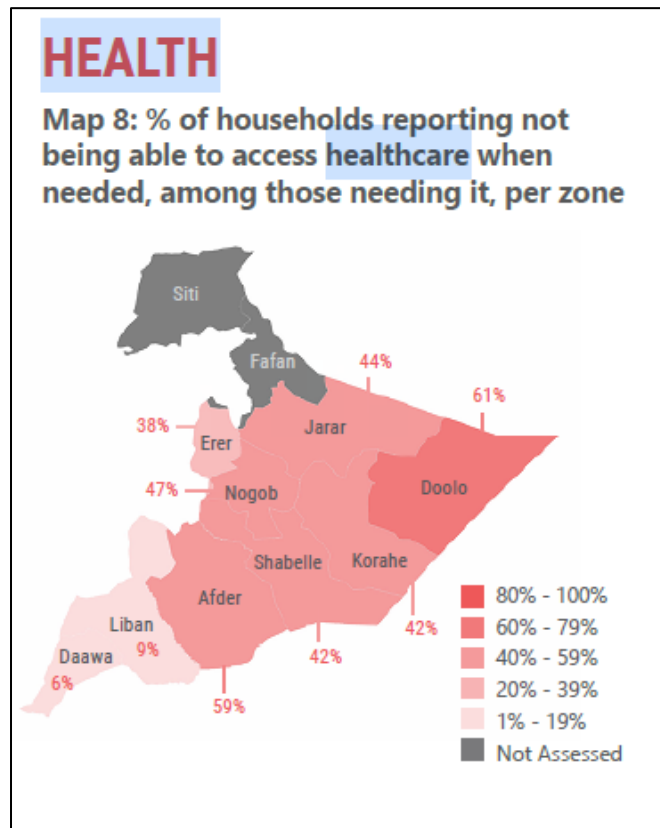 HEALTH
Map 8: % of households reporting not
being able to access healthcare when
needed, among those needing it, per zone
Siti
Fafan
44%
61%
38%
Erer
Jarar
47%
Nogob
Doolo
Shabelle
Korahe
Afder
Liban
9%
Daawa
6%
42%
42%
59%
80% - 100%
60% - 79%
40% - 59%
20% - 39%
1% - 19%
Not Assessed